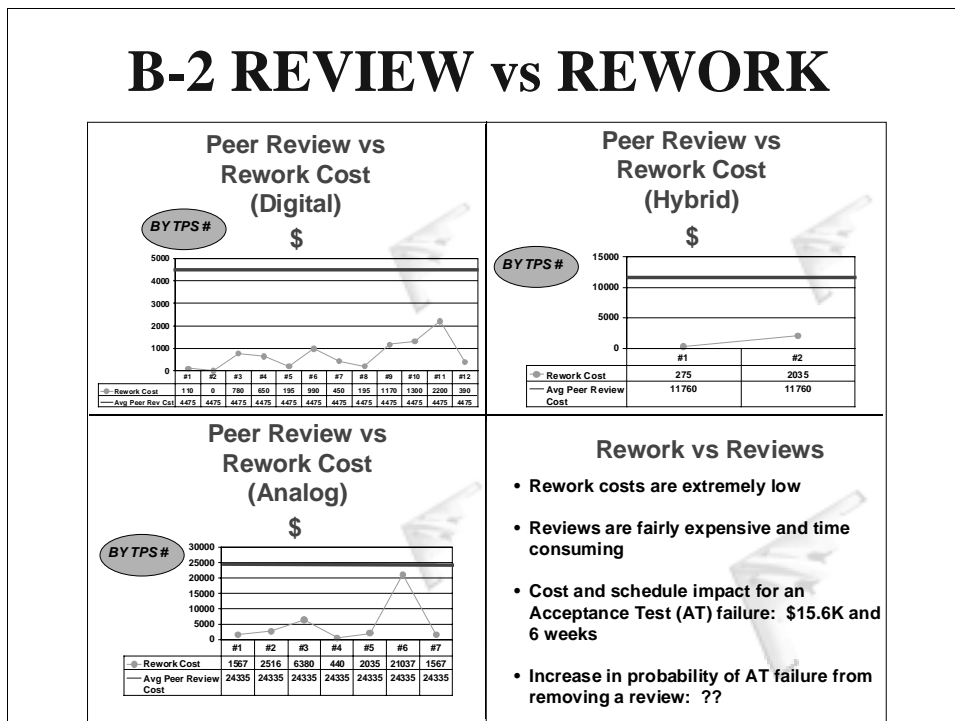 B-2 REVIEW vs REWORK
Peer Review vs
Rework Cost
(Digital)
$
BY TPS #
5000
4000
3000
2000
1000
0
#1 #2 #3 #4 #5 #6 #7 #8 #9 #10 #11 #12
Rework Cost 110 0 780 650 195 990 450 195 1170 1300 2200 390
Avg Peer Rev Cst 4475 4475 4475 4475 4475 4475 4475 4475 4475 4475 4475 4475
Peer Review vs
Rework Cost
(Hybrid)
$
BY TPS #
15000
10000
5000
0
#1 #2
Rework Cost 275 2035
Avg Peer Review 11760 11760
Cost
Peer Review vs
Rework Cost
(Analog)
$
BY TPS #
30000
25000
20000
15000
10000
5000
0
#1 #2 #3 #4 #5 #6 #7
Rework Cost 1567 2516 6380 440 2035 21037 1567
Avg Peer Review 24335 24335 24335 24335 24335 24335 24335
Cost
Rework vs Reviews
• Rework costs are extremely low
• Reviews are fairly expensive and time
consuming
• Cost and schedule impact for an
Acceptance Test (AT) failure: $15.6K and
6 weeks
• Increase in probability of AT failure from
removing a review: ??